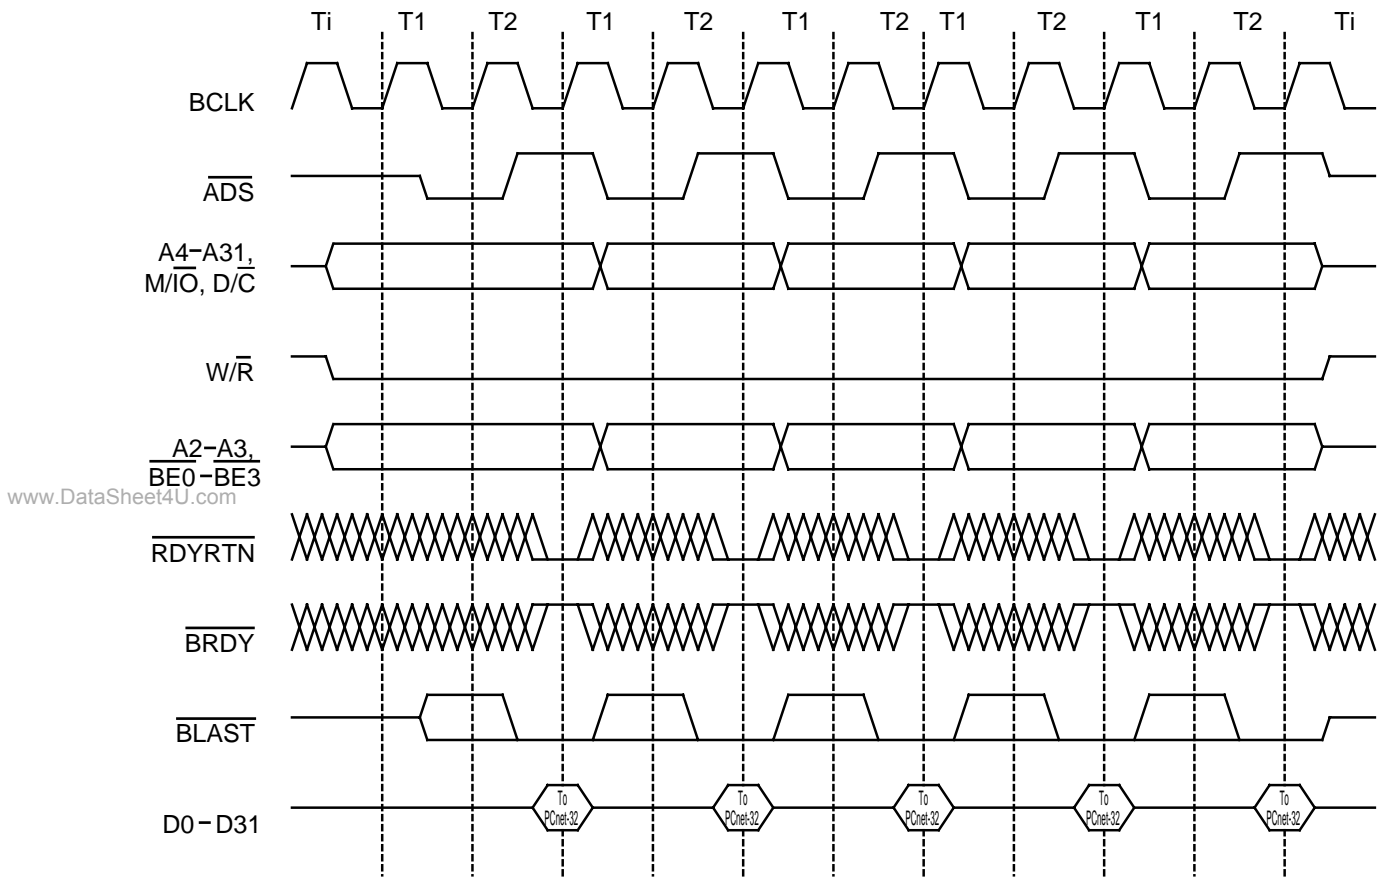 Ti T1 T2 T1 T2 T1 T2 T1 T2 T1 T2 Ti
BCLK
ADS
A4–A31,
M/IO, D/C
W/R
A2–A3,
BE0–BE3
www.DataSheet4U.com
RDYRTN
BRDY
BLAST
D0–D31
To
PCnet-32
To
PCnet-32
To
PCnet-32
To
PCnet-32
To
PCnet-32